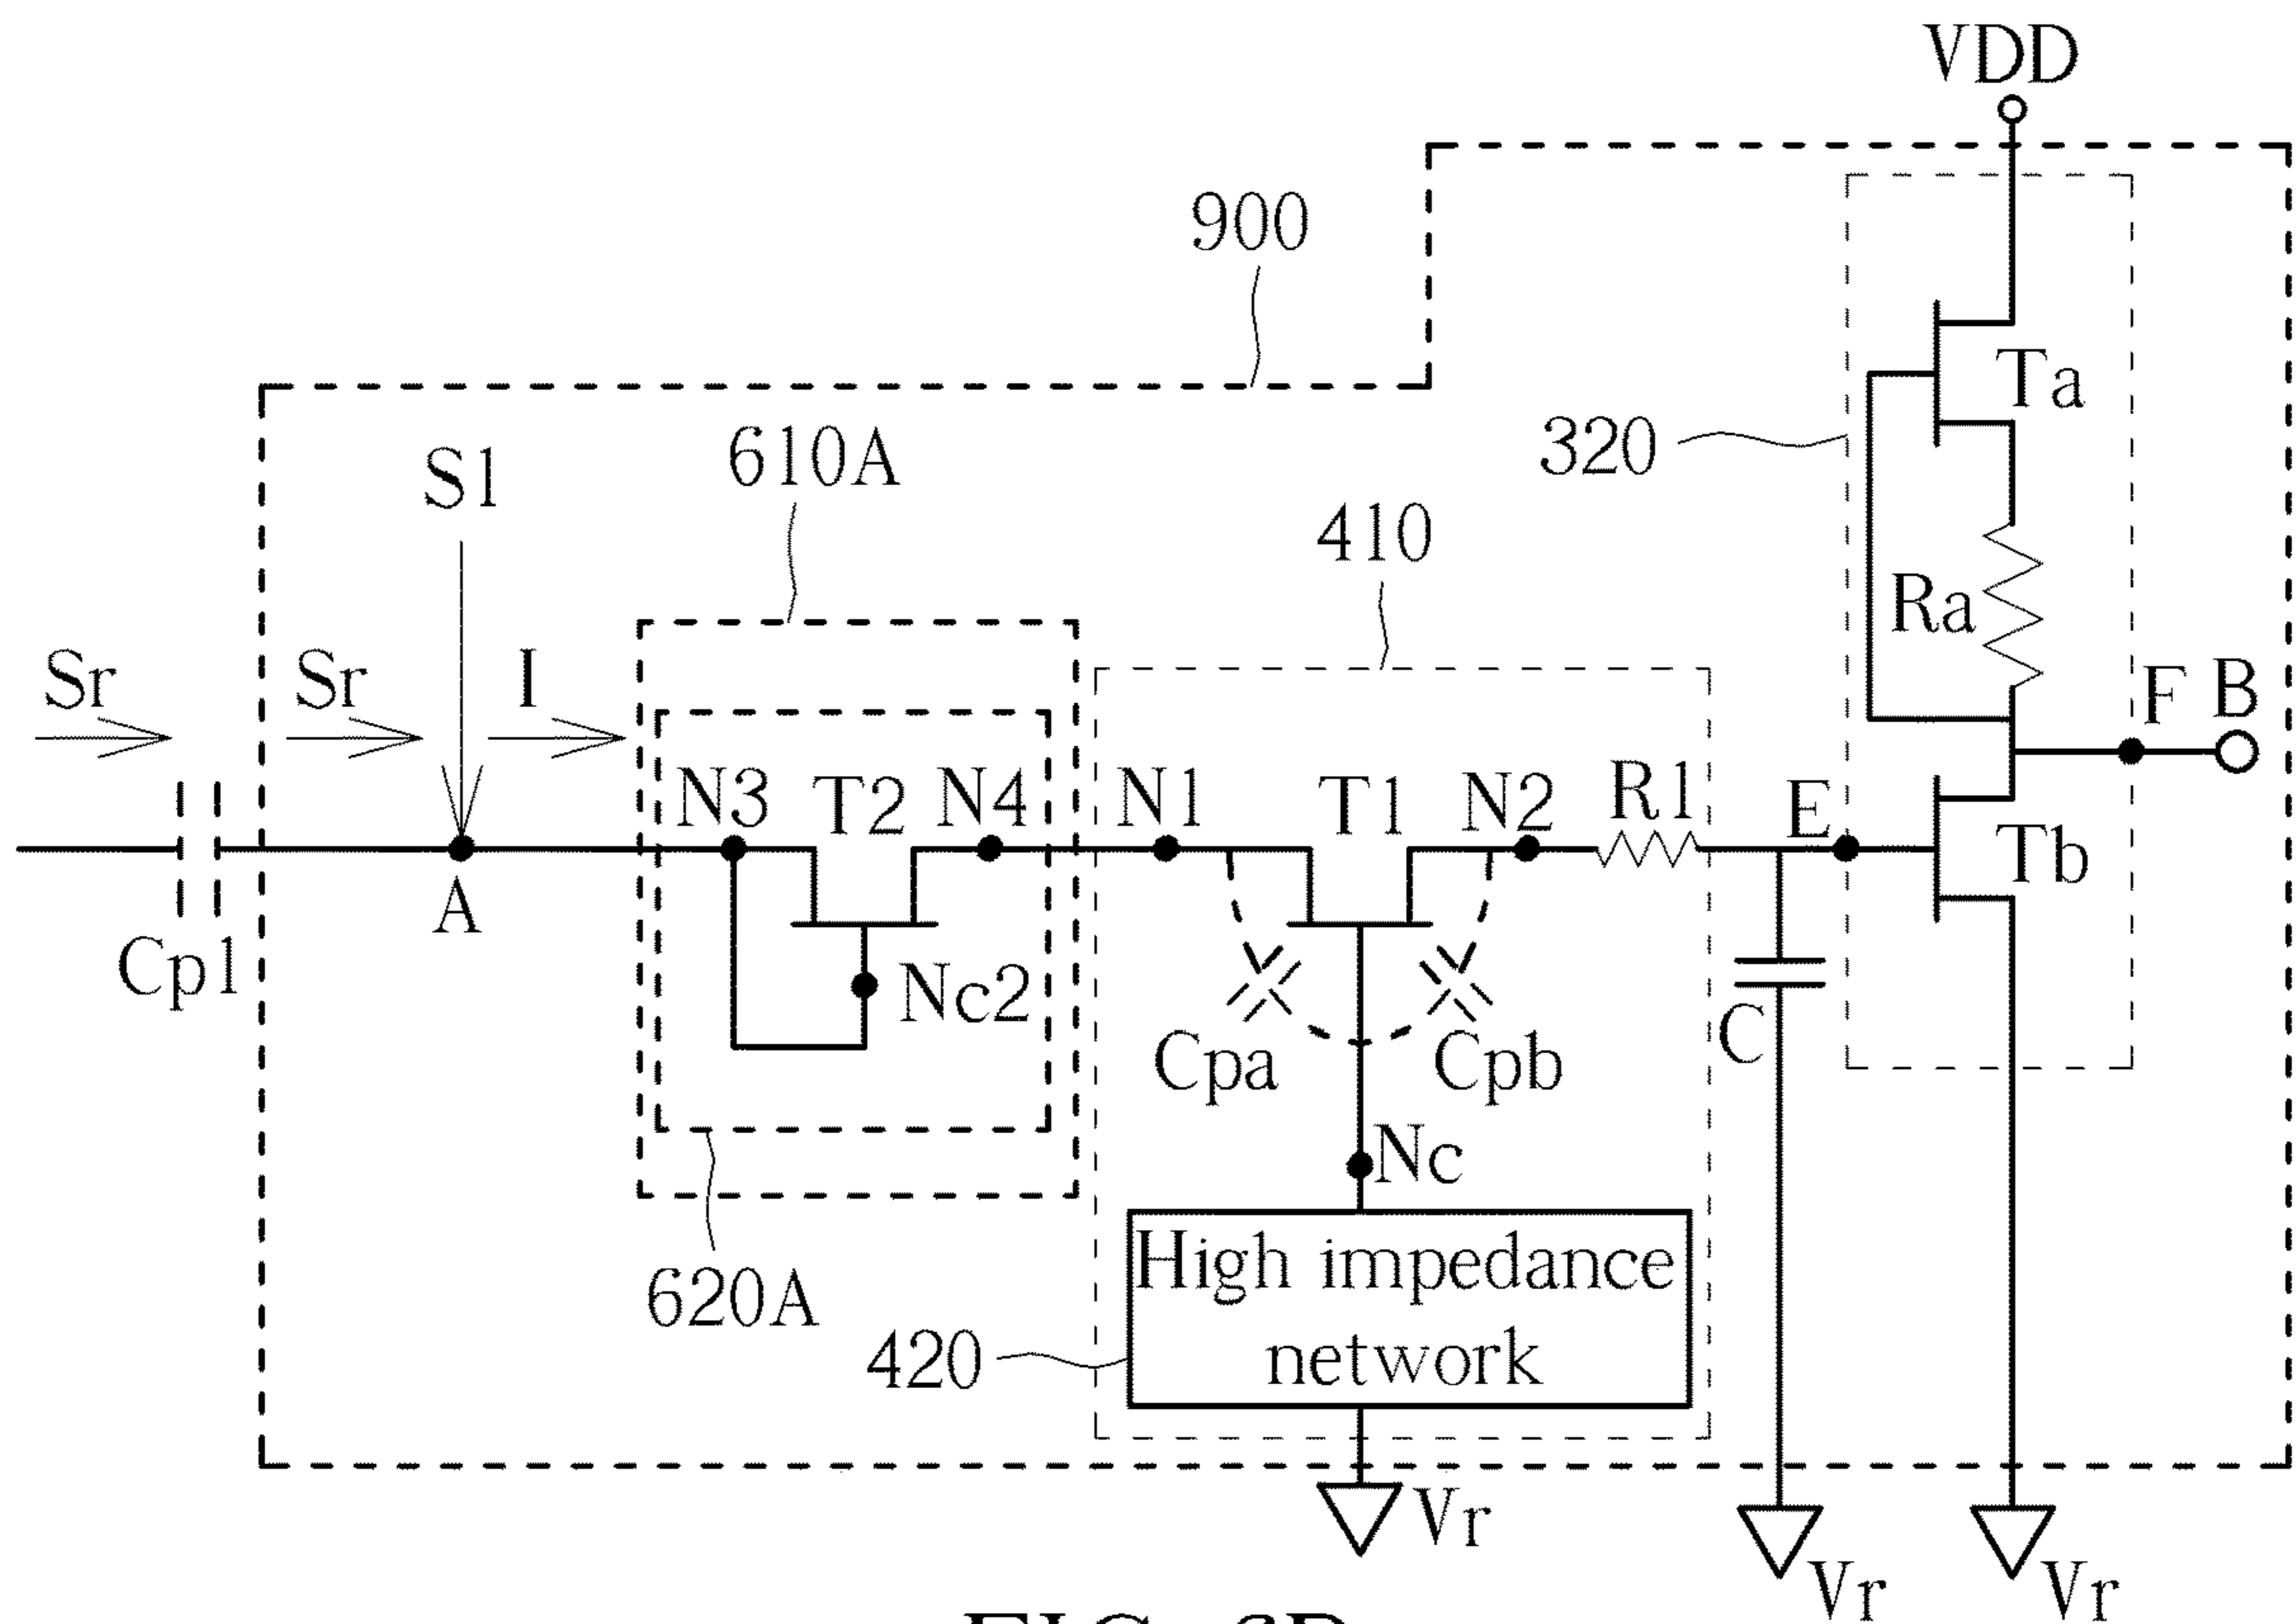 VDD
900
Ta
320
610A
S1
410
Ra
Sr
Sr
I
F
B
N3
T2
N4
N1
T1
N2
R1
E
Tb
A
Cp1
Nc2
Cpa
Cpb
C
Nc
High impedance
network
620A
420
Vr
Vr
Vr